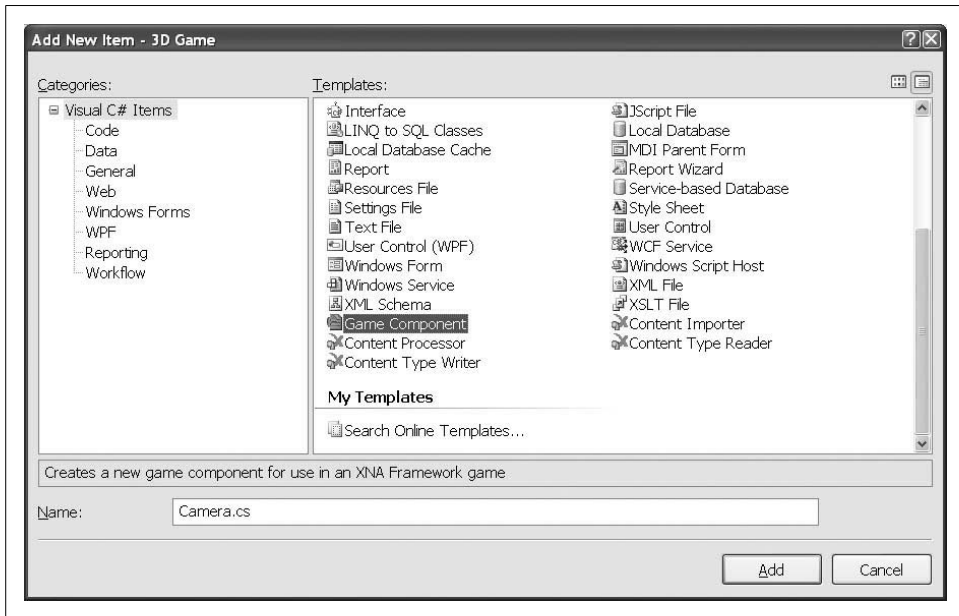 Add New Item - 3D Game
Categories:
Templates:
Visual C# Items
Code
Data
General
Web
Windows Forms
WPF
Reporting
Workflow
Interface
LINQ to SQL Classes
Local Database Cache
Report
Resources File
Settings File
Text File
User Control (WPF)
Windows Form
Windows Service
XML Schema
Game Component
Content Processor
Content Type Writer
JScript File
Local Database
MDI Parent Form
Report Wizard
Service-based Database
Style Sheet
User Control
WCF Service
Windows Script Host
XML File
XSLT File
Content Importer
Content Type Reader
My Templates
Search Online Templates...
Creates a new game component for use in an XNA Framework game
Name:
Camera.cs
Add
Cancel